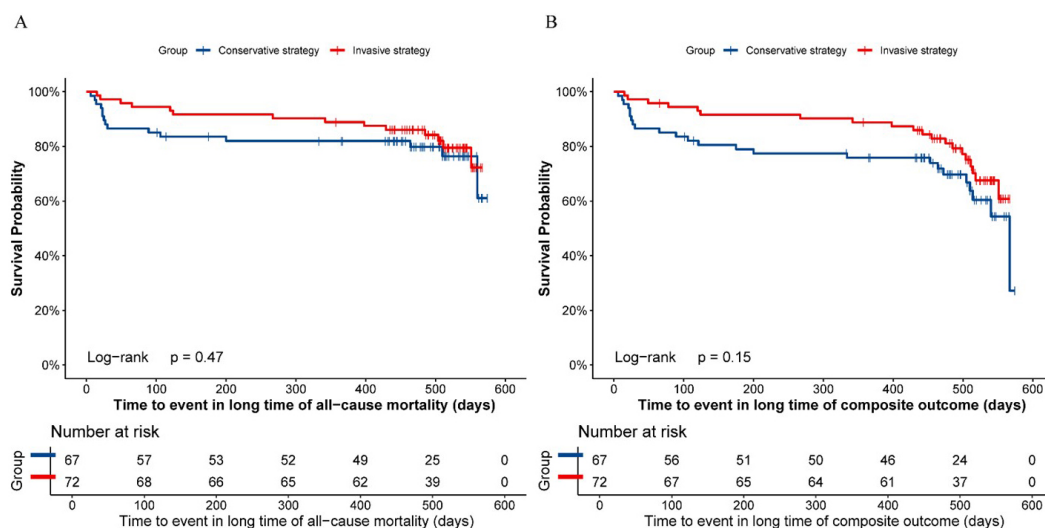 A
Group Conservative strategy Invasive strategy
100%
80%
60%
40%
20%
0%
Survival Probability
Log−rank p = 0.47
0 100 200 300 400 500 600
Time to event in long time of all−cause mortality (days)
Number at risk
Group
67 57 53 52 49 25 0
72 68 66 65 62 39 0
0 100 200 300 400 500 600
Time to event in long time of all−cause mortality (days)
B
Group Conservative strategy Invasive strategy
100%
80%
60%
40%
20%
0%
Survival Probability
Log−rank p = 0.15
0 100 200 300 400 500 600
Time to event in long time of composite outcome (days)
Number at risk
Group
67 56 51 50 46 24 0
72 67 65 64 61 37 0
0 100 200 300 400 500 600
Time to event in long time of composite outcome (days)